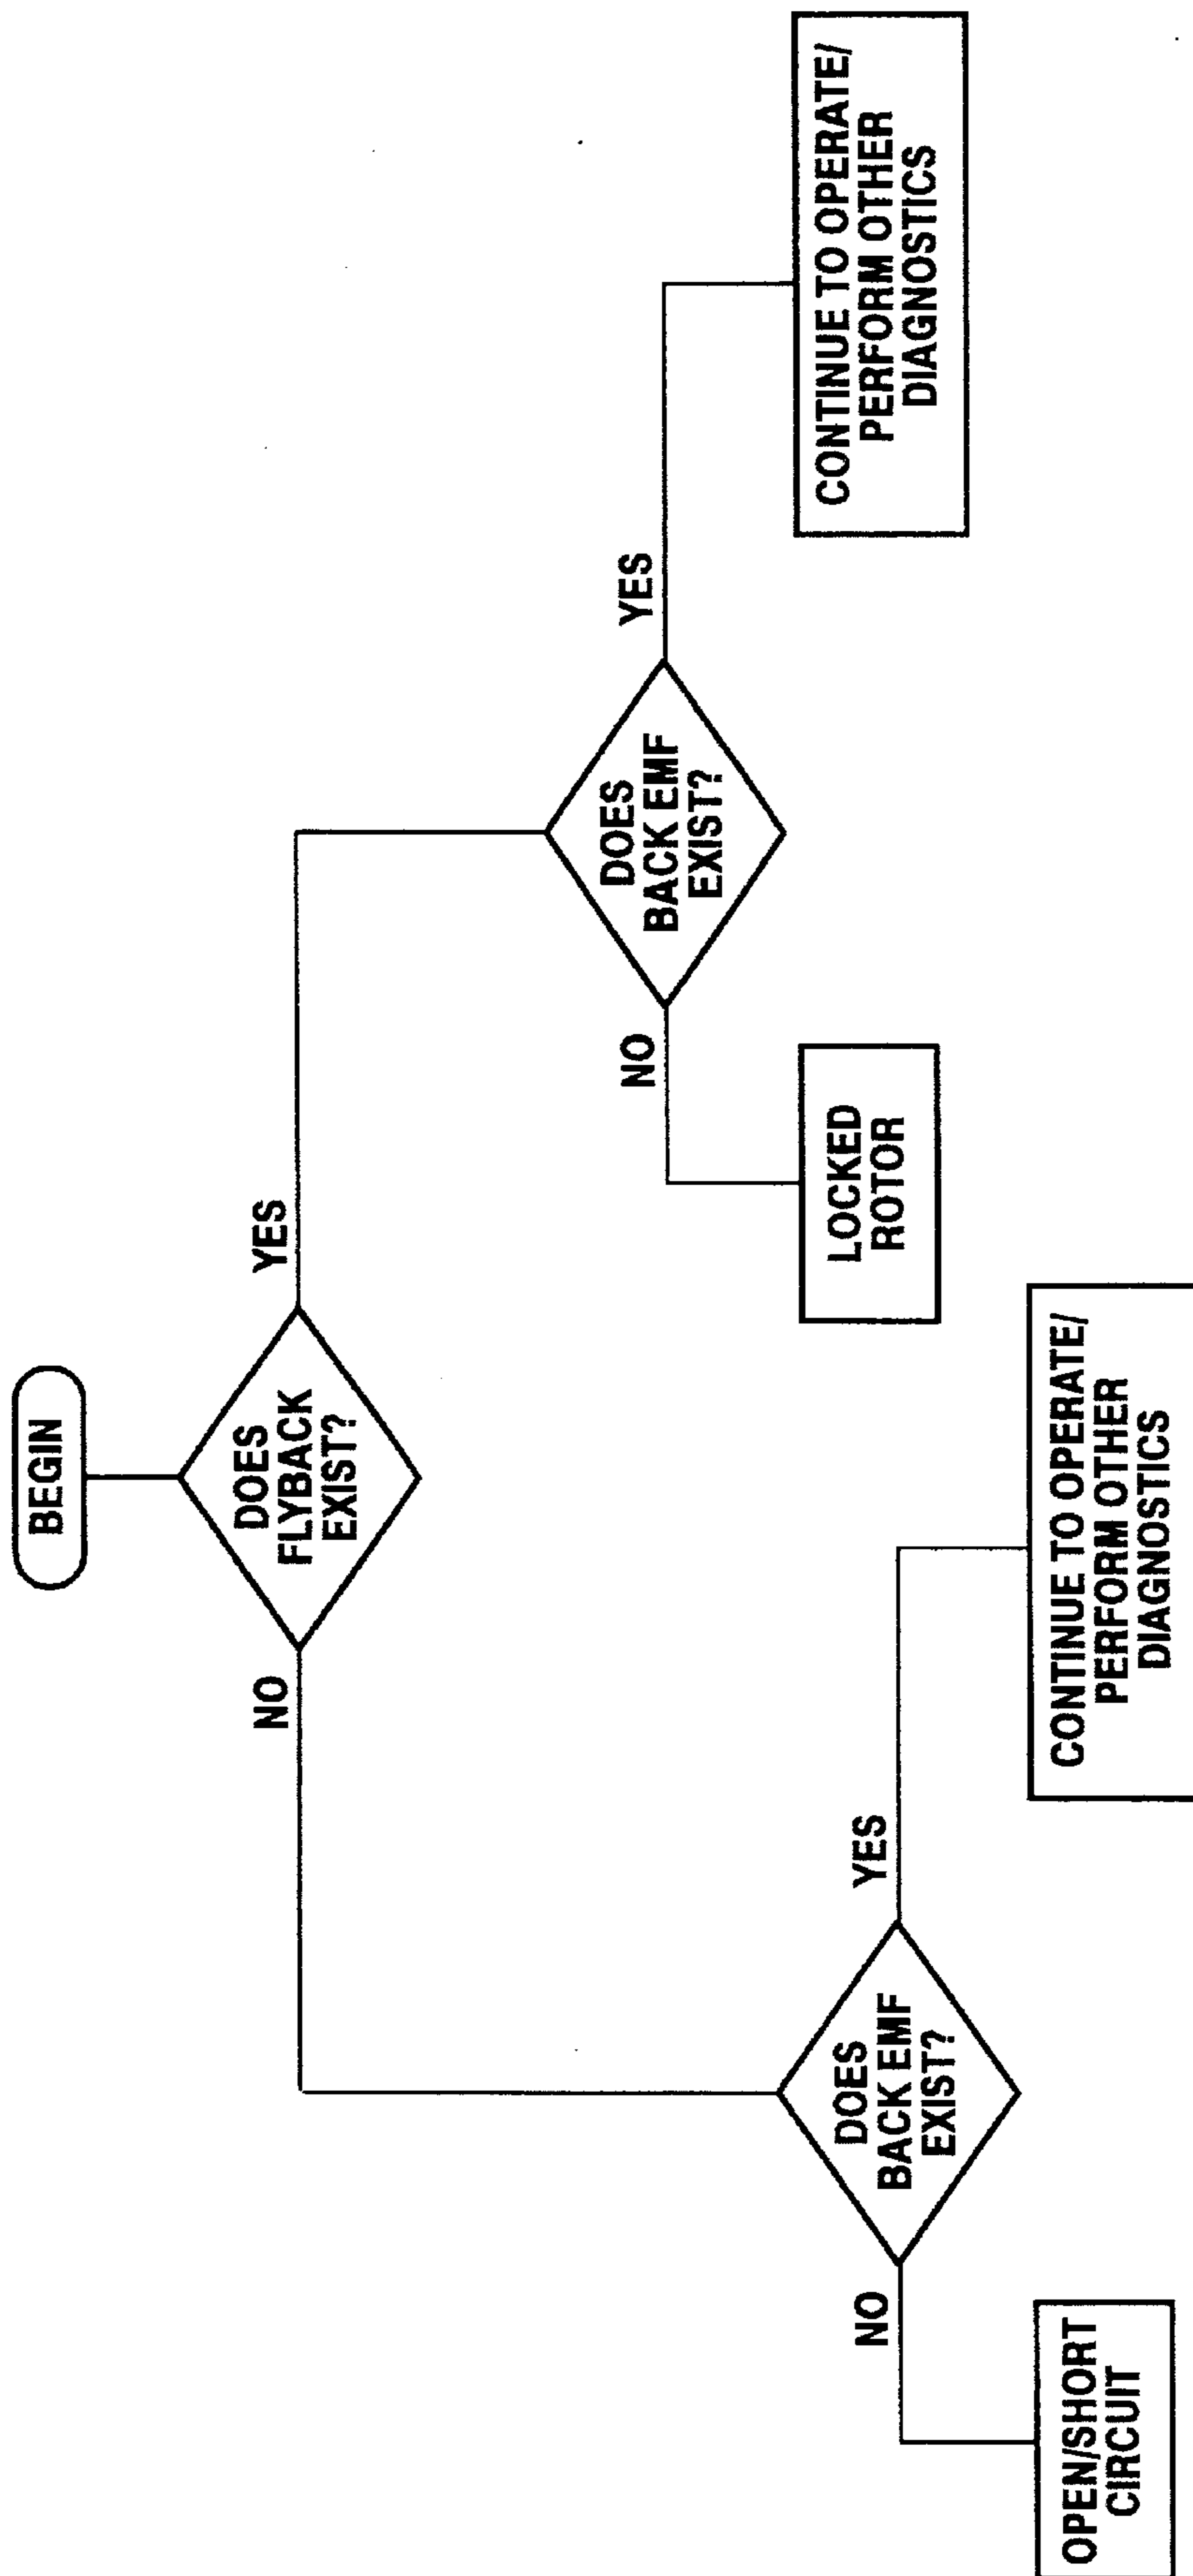 BEGIN
DOES
FLYBACK
EXIST?
NO
YES
DOES
BACK EMF
EXIST?
NO
YES
LOCKED
ROTOR
CONTINUE TO OPERATE/
PERFORM OTHER
DIAGNOSTICS
DOES
BACK EMF
EXIST?
NO
YES
OPEN/SHORT
CIRCUIT
CONTINUE TO OPERATE/
PERFORM OTHER
DIAGNOSTICS